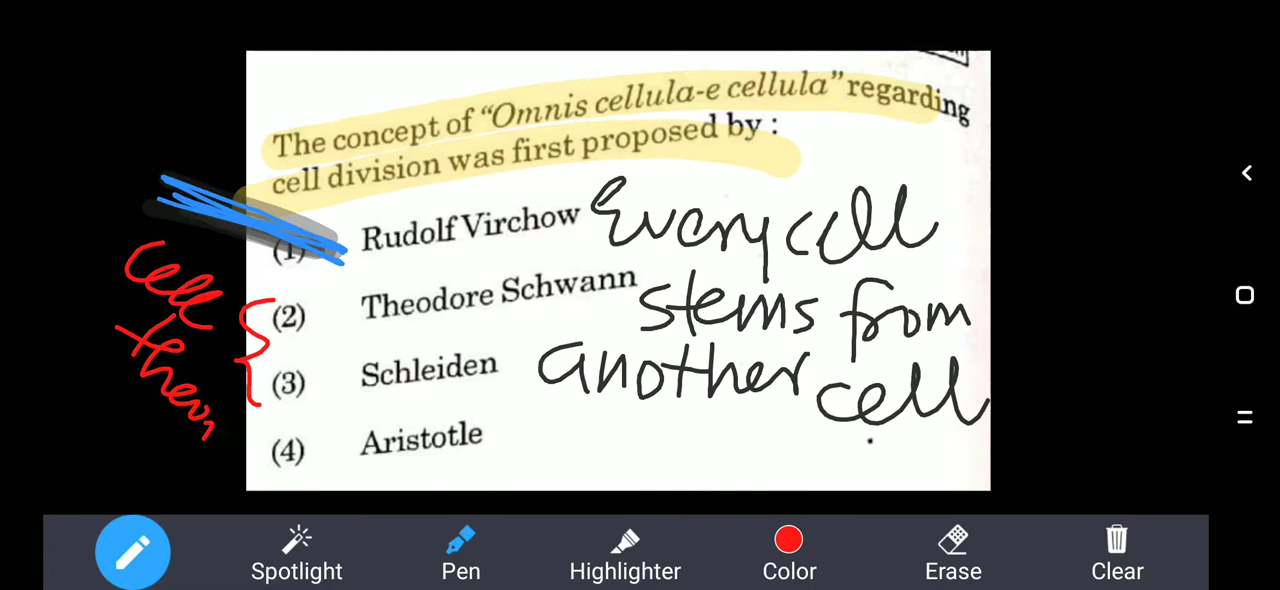 The concept of “Omnis cellula-e cellula” regarding
cell division was first proposed by :
(1) Rudolf Virchow
(2) Theodore Schwann
(3) Schleiden
(4) Aristotle
Every cell
stems from
another cell
cell
Spotlight
Pen
Highlighter
Color
Erase
Clear